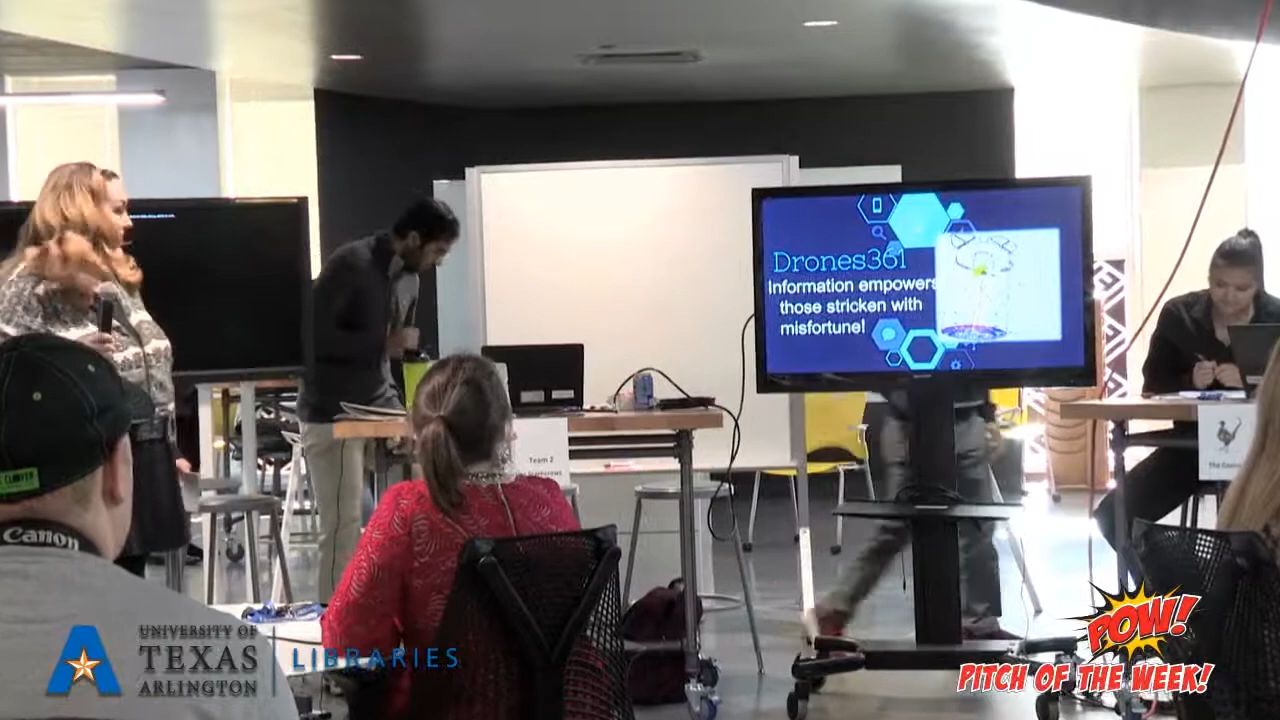 Drones361
Information empowers
those stricken with
misfortune!
Team 2
Canon
UNIVERSITY OF
TEXAS
ARLINGTON
LIBRARIES
POW!
PITCH OF THE WEEK!